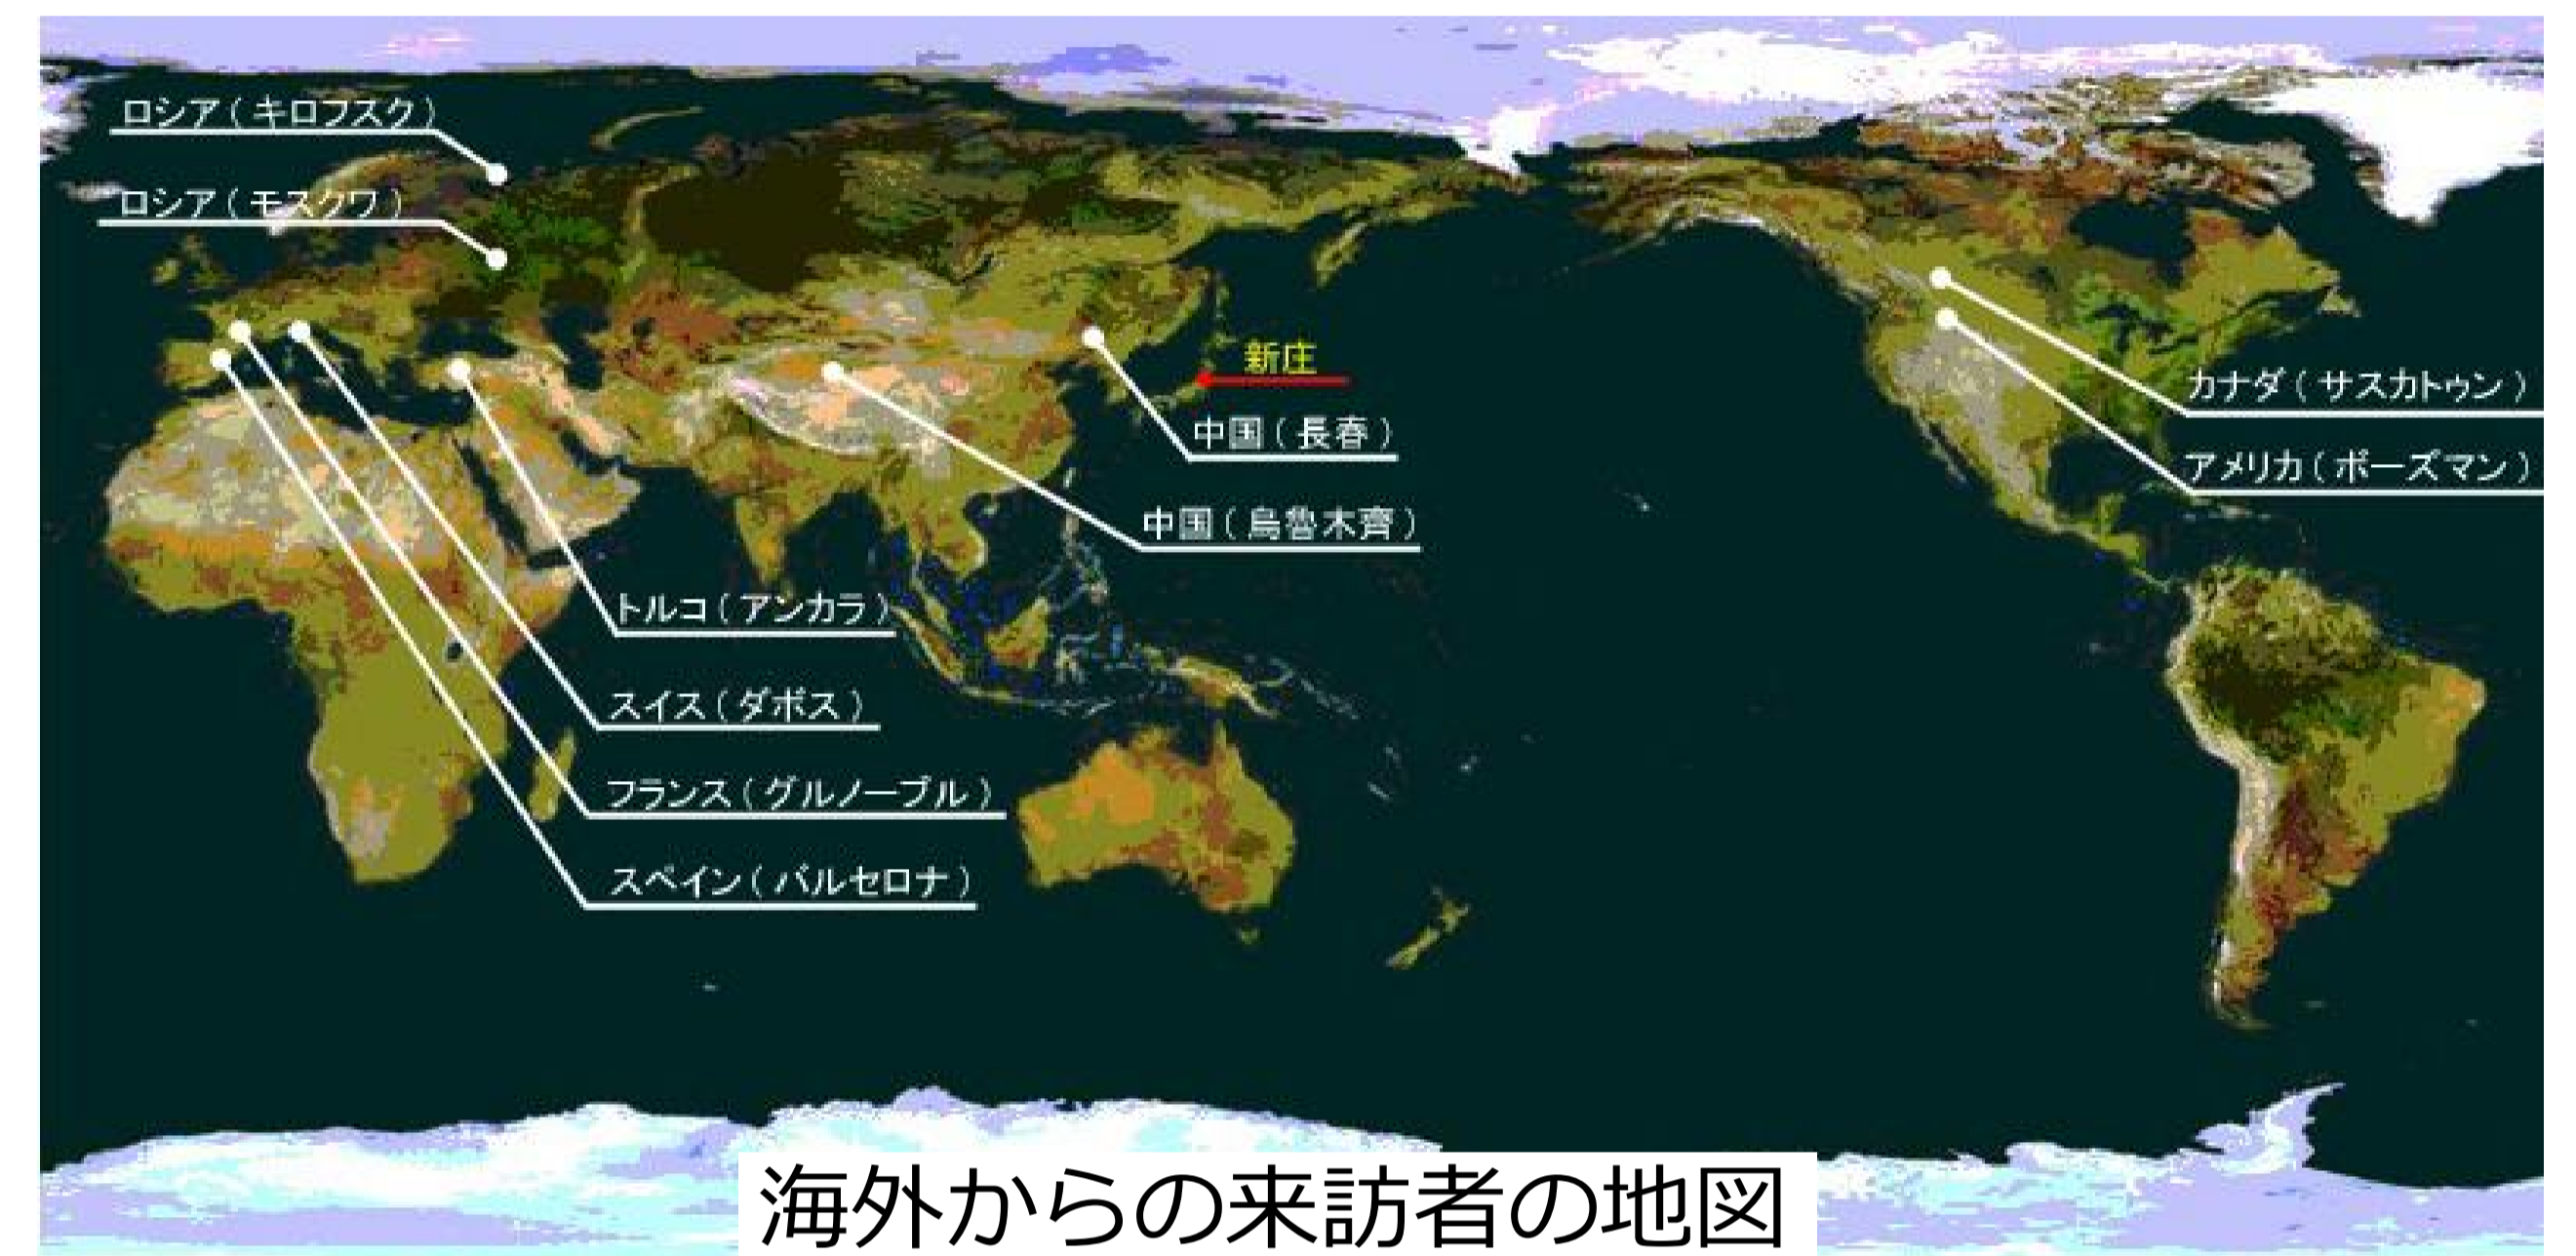 ロシア(キロフスク)
ロシア(モスクワ)
新庄
カナダ(サスカトゥン)
中国(長春)
アメリカ(ボーズマン)
中国(烏魯木齊)
トルコ(アンカラ)
スイス(ダボス)
フランス(グルノーブル)
スペイン(バルセロナ)
海外からの来訪者の地図